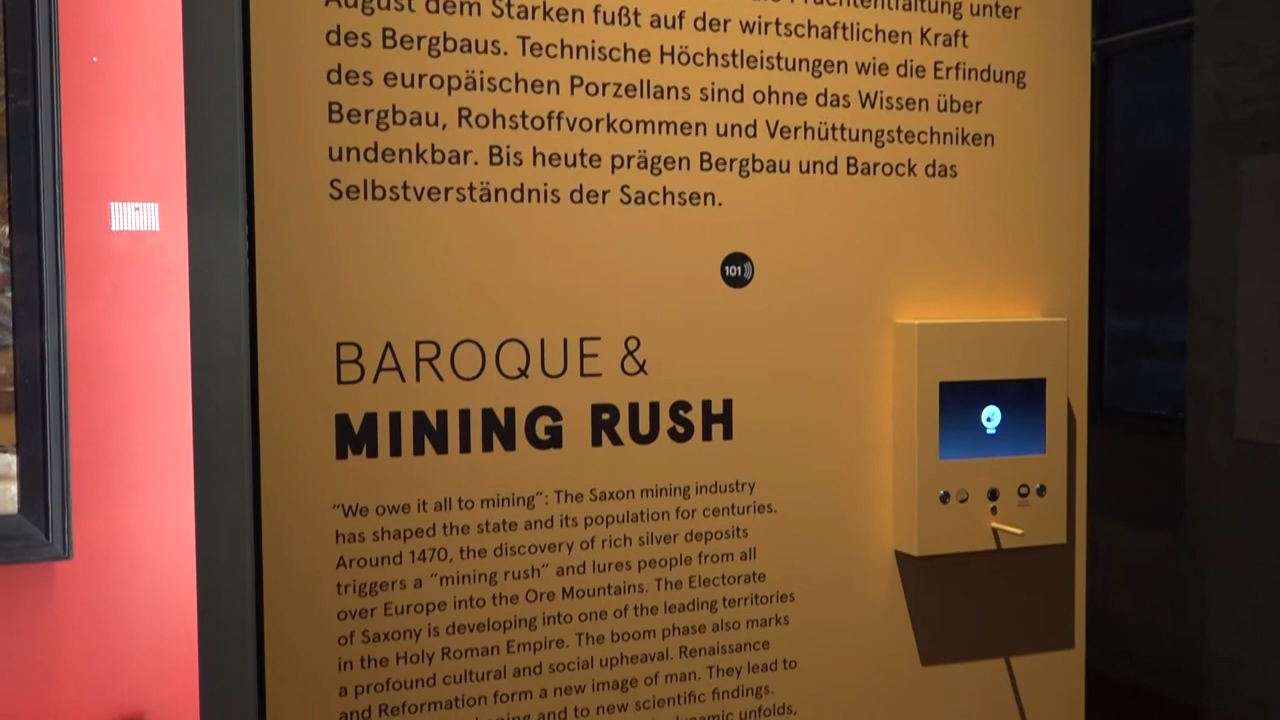 Prachtentfaltung unter
August dem Starken fußt auf der wirtschaftlichen Kraft
des Bergbaus. Technische Höchstleistungen wie die Erfindung
des europäischen Porzellans sind ohne das Wissen über
Bergbau, Rohstoffvorkommen und Verhüttungstechniken
undenkbar. Bis heute prägen Bergbau und Barock das
Selbstverständnis der Sachsen.
101
BAROQUE &
MINING RUSH
“We owe it all to mining”: The Saxon mining industry
has shaped the state and its population for centuries.
Around 1470, the discovery of rich silver deposits
triggers a “mining rush” and lures people from all
over Europe into the Ore Mountains. The Electorate
of Saxony is developing into one of the leading territories
in the Holy Roman Empire. The boom phase also marks
a profound cultural and social upheaval. Renaissance
and Reformation form a new image of man. They lead to
and to new scientific findings.
unfolds,